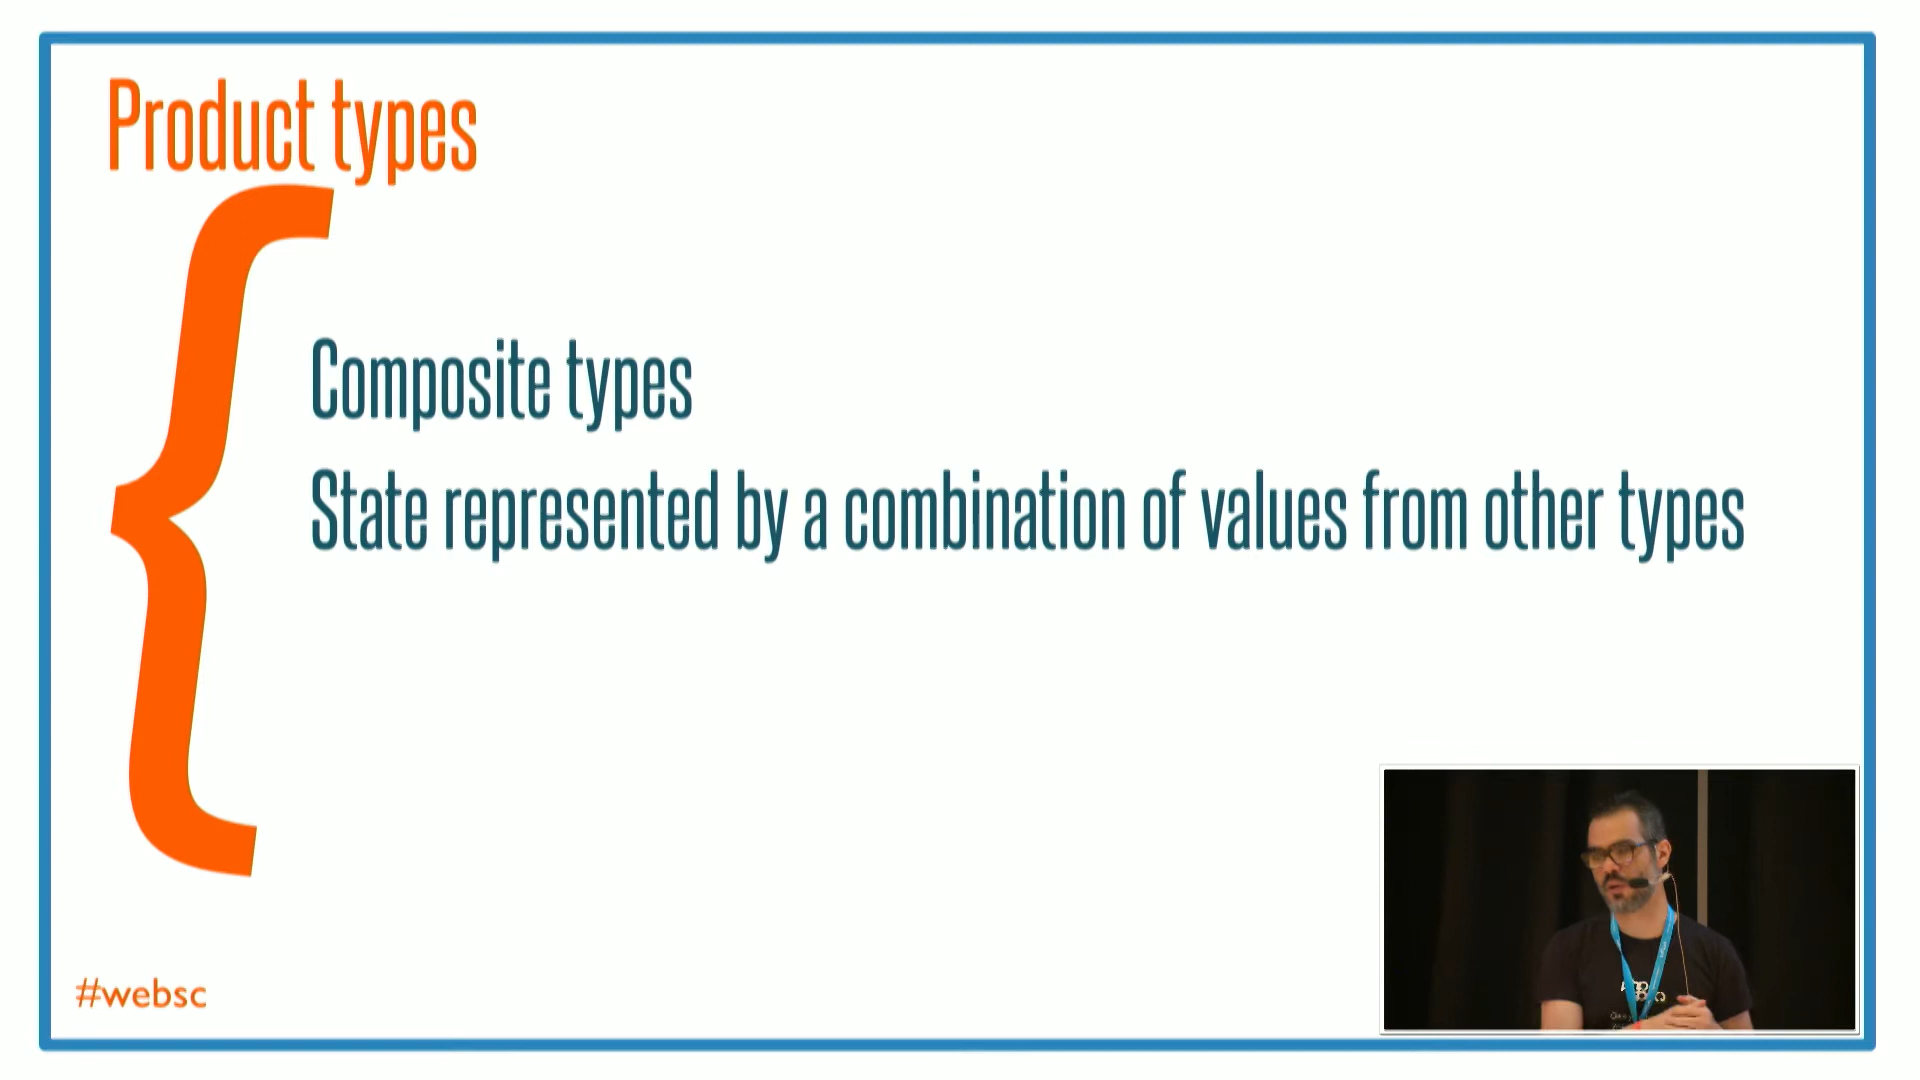 Product types
{
Composite types
State represented by a combination of values from other types
#websc